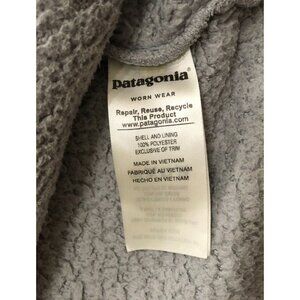 patagonia®
WORN WEAR
Repair, Reuse, Recycle
This Product
www.patagonia.com
SHELL AND LINING
100% POLYESTER
EXCLUSIVE OF TRIM
MADE IN VIETNAM
FABRIQUÉ AU VIETNAM
HECHO EN VIETNAM